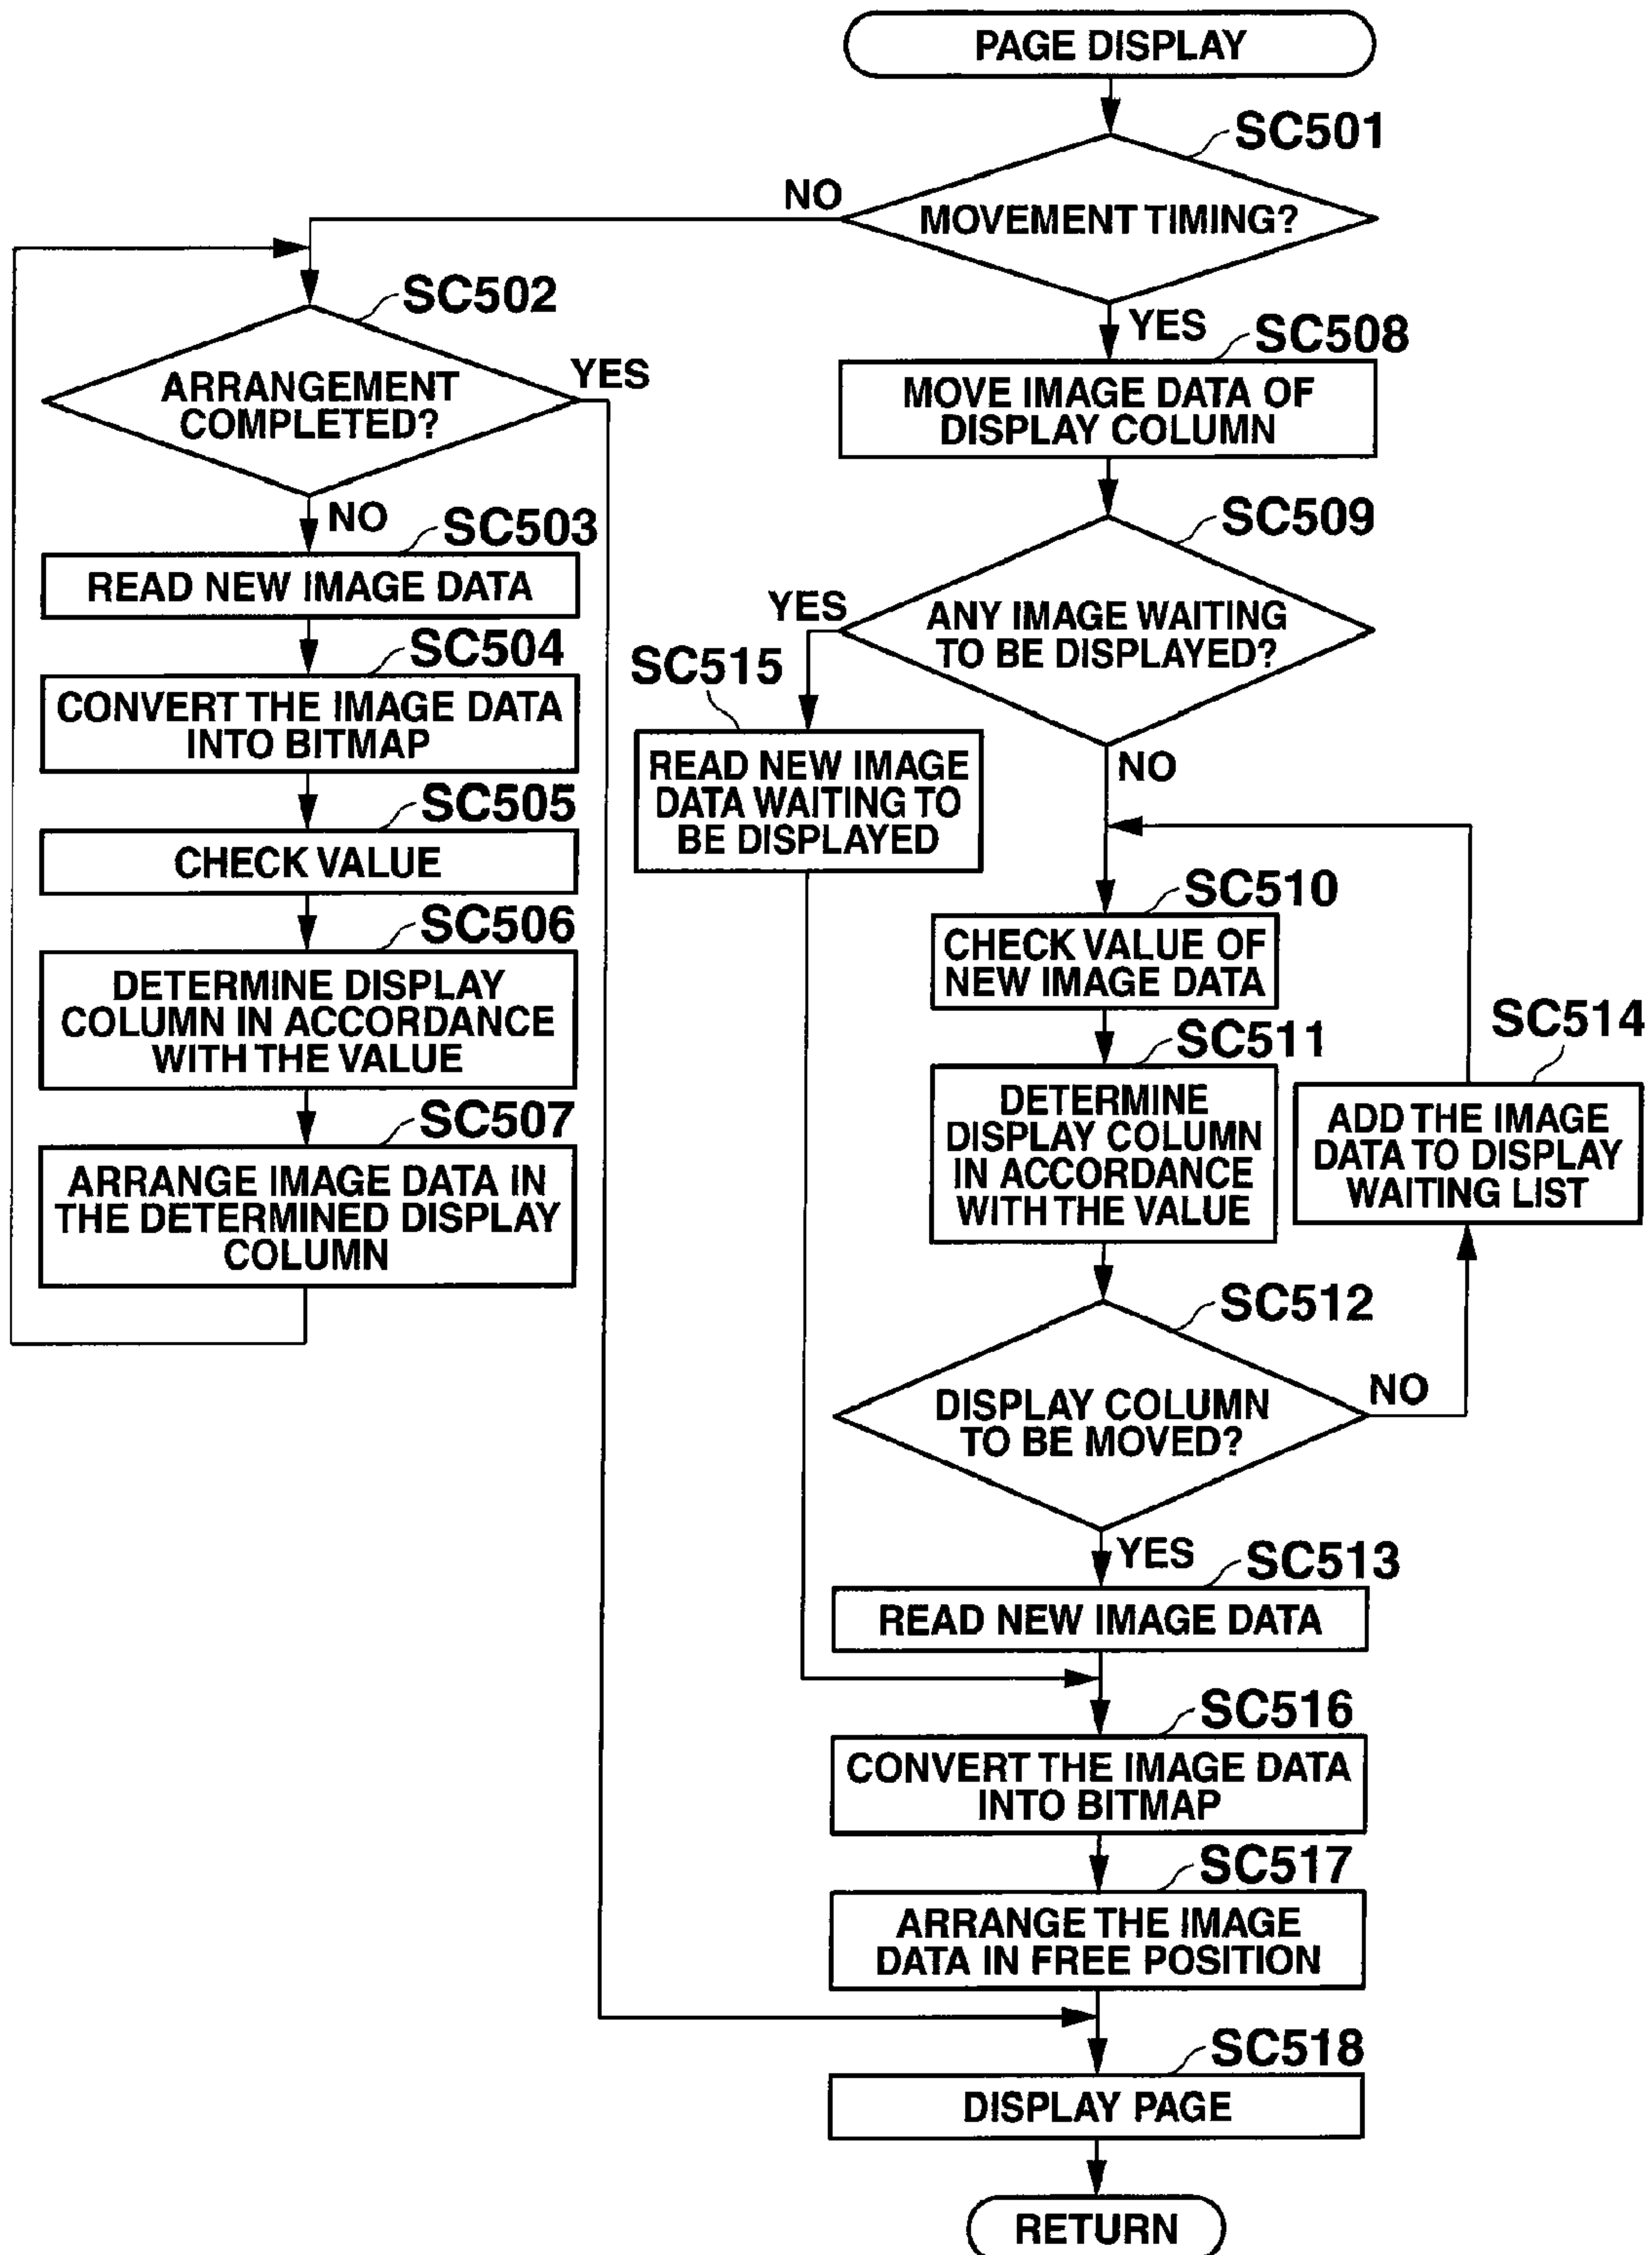 PAGE DISPLAY
SC501
MOVEMENT TIMING?
NO
YES
SC502
ARRANGEMENT
COMPLETED?
YES
NO
SC503
READ NEW IMAGE DATA
SC504
CONVERT THE IMAGE DATA
INTO BITMAP
SC505
CHECK VALUE
SC506
DETERMINE DISPLAY
COLUMN IN ACCORDANCE
WITH THE VALUE
SC507
ARRANGE IMAGE DATA IN
THE DETERMINED DISPLAY
COLUMN
SC508
MOVE IMAGE DATA OF
DISPLAY COLUMN
SC509
ANY IMAGE WAITING
TO BE DISPLAYED?
YES
NO
SC515
READ NEW IMAGE
DATA WAITING TO
BE DISPLAYED
SC510
CHECK VALUE OF
NEW IMAGE DATA
SC511
DETERMINE
DISPLAY COLUMN
IN ACCORDANCE
WITH THE VALUE
SC514
ADD THE IMAGE
DATA TO DISPLAY
WAITING LIST
SC512
DISPLAY COLUMN
TO BE MOVED?
NO
YES
SC513
READ NEW IMAGE DATA
SC516
CONVERT THE IMAGE DATA
INTO BITMAP
SC517
ARRANGE THE IMAGE
DATA IN FREE POSITION
SC518
DISPLAY PAGE
RETURN